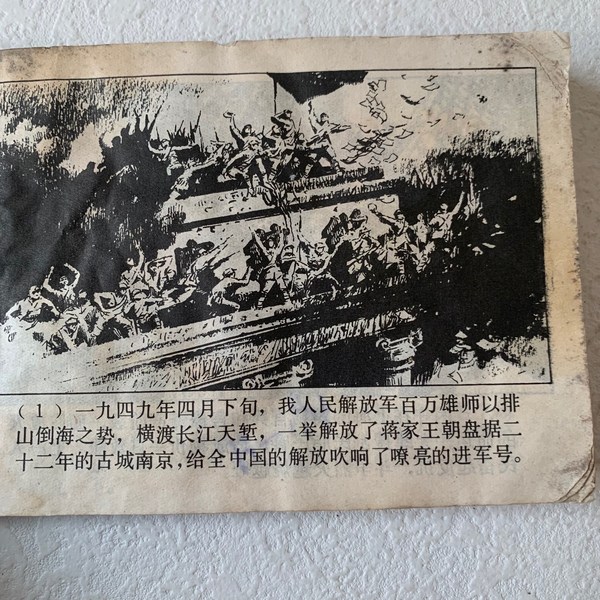 （1）一九四九年四月下旬，我人民解放军百万雄师以排
山倒海之势，横渡长江天堑，一举解放了蒋家王朝盘据二
十二年的古城南京，给全中国的解放吹响了嘹亮的进军号。